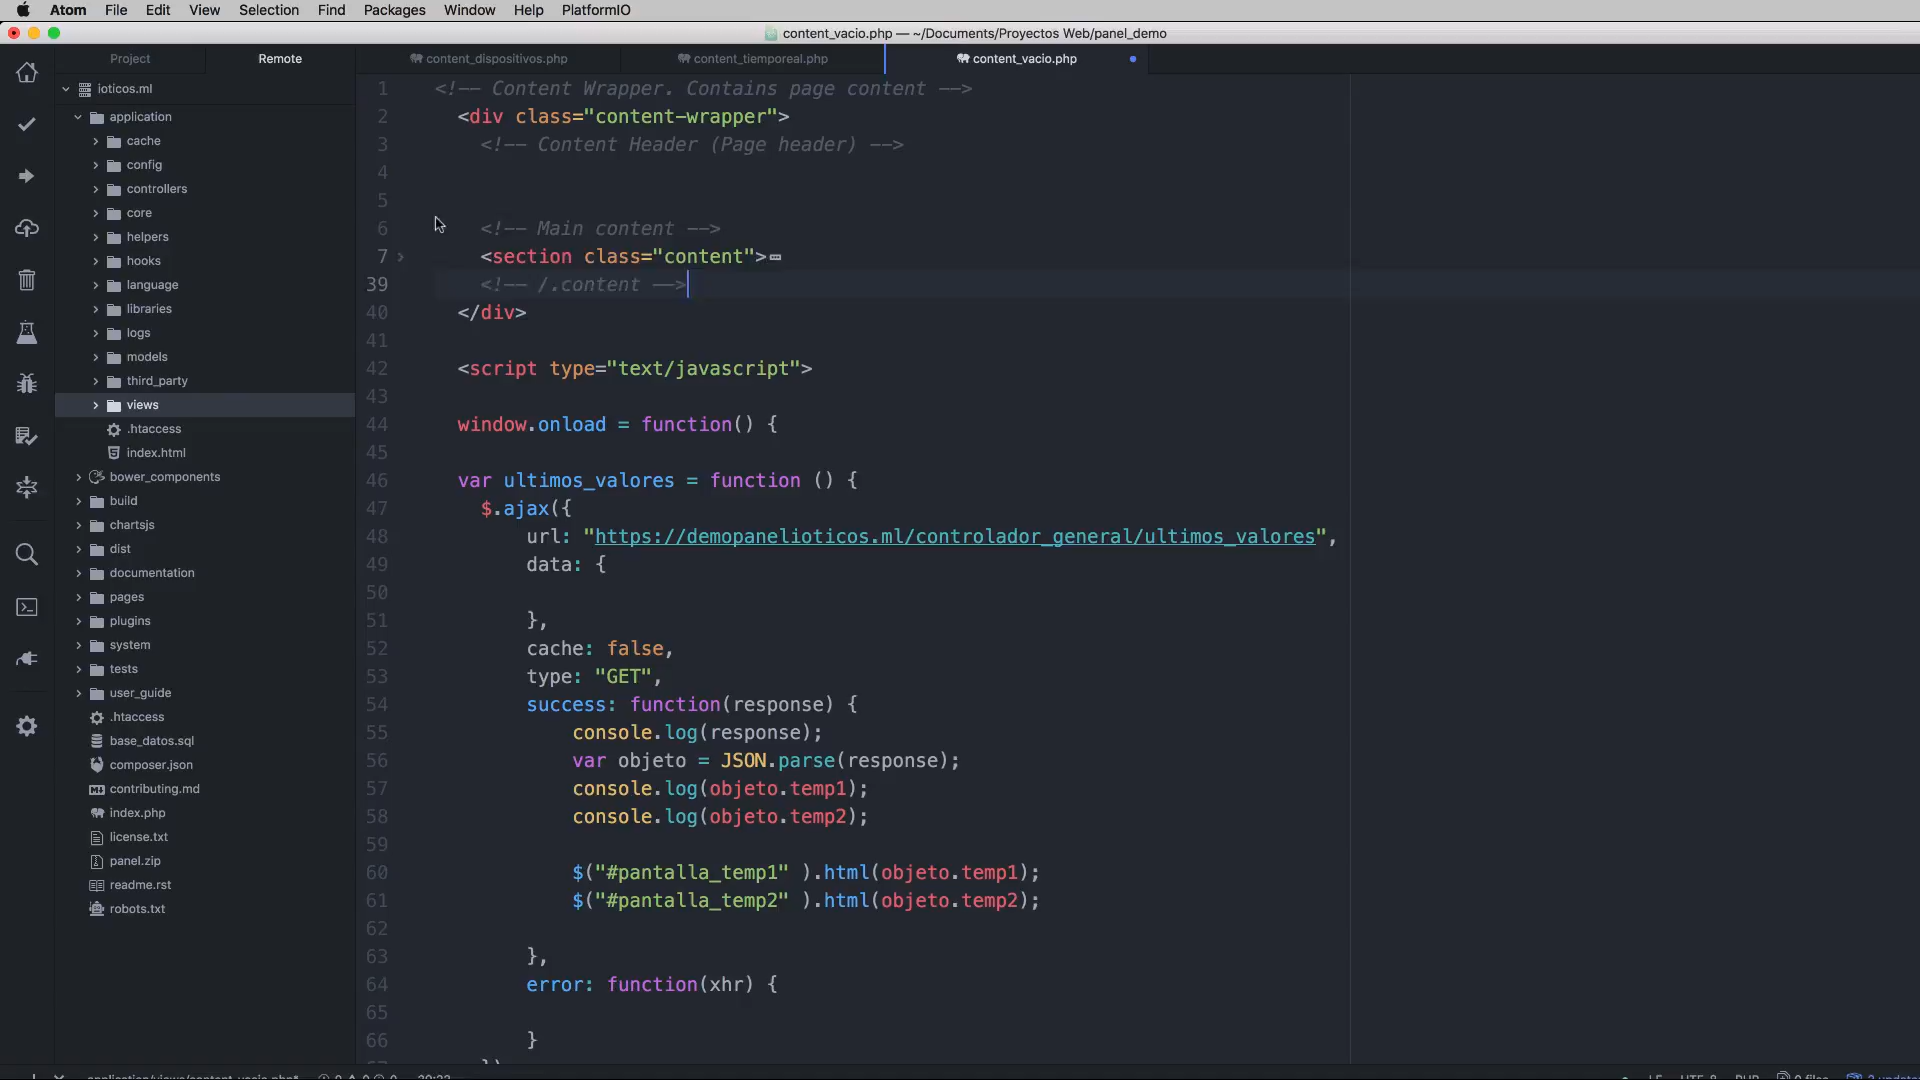 Atom File Edit View Selection Find Packages Window Help PlatformIO
content_vacio.php — ~/Documents/Proyectos Web/panel_demo
Project Remote content_dispositivos.php content_tiemporeal.php content_vacio.php
ioticos.ml
application
cache
config
controllers
core
helpers
hooks
language
libraries
logs
models
third_party
views
.htaccess
index.html
bower_components
build
chartsjs
dist
documentation
pages
plugins
system
tests
user_guide
.htaccess
base_datos.sql
composer.json
contributing.md
index.php
license.txt
panel.zip
readme.rst
robots.txt
1 <!-- Content Wrapper. Contains page content -->
2 <div class="content-wrapper">
3 <!-- Content Header (Page header) -->
4
5
6 <!-- Main content -->
7 <section class="content">
39 <!-- /.content -->
40 </div>
41
42 <script type="text/javascript">
43
44 window.onload = function() {
45
46 var ultimos_valores = function () {
47 $.ajax({
48 url: "https://demopanelioticos.ml/controlador_general/ultimos_valores",
49 data: {
50
51 },
52 cache: false,
53 type: "GET",
54 success: function(response) {
55 console.log(response);
56 var objeto = JSON.parse(response);
57 console.log(objeto.temp1);
58 console.log(objeto.temp2);
59
60 $("#pantalla_temp1" ).html(objeto.temp1);
61 $("#pantalla_temp2" ).html(objeto.temp2);
62
63 },
64 error: function(xhr) {
65
66 }